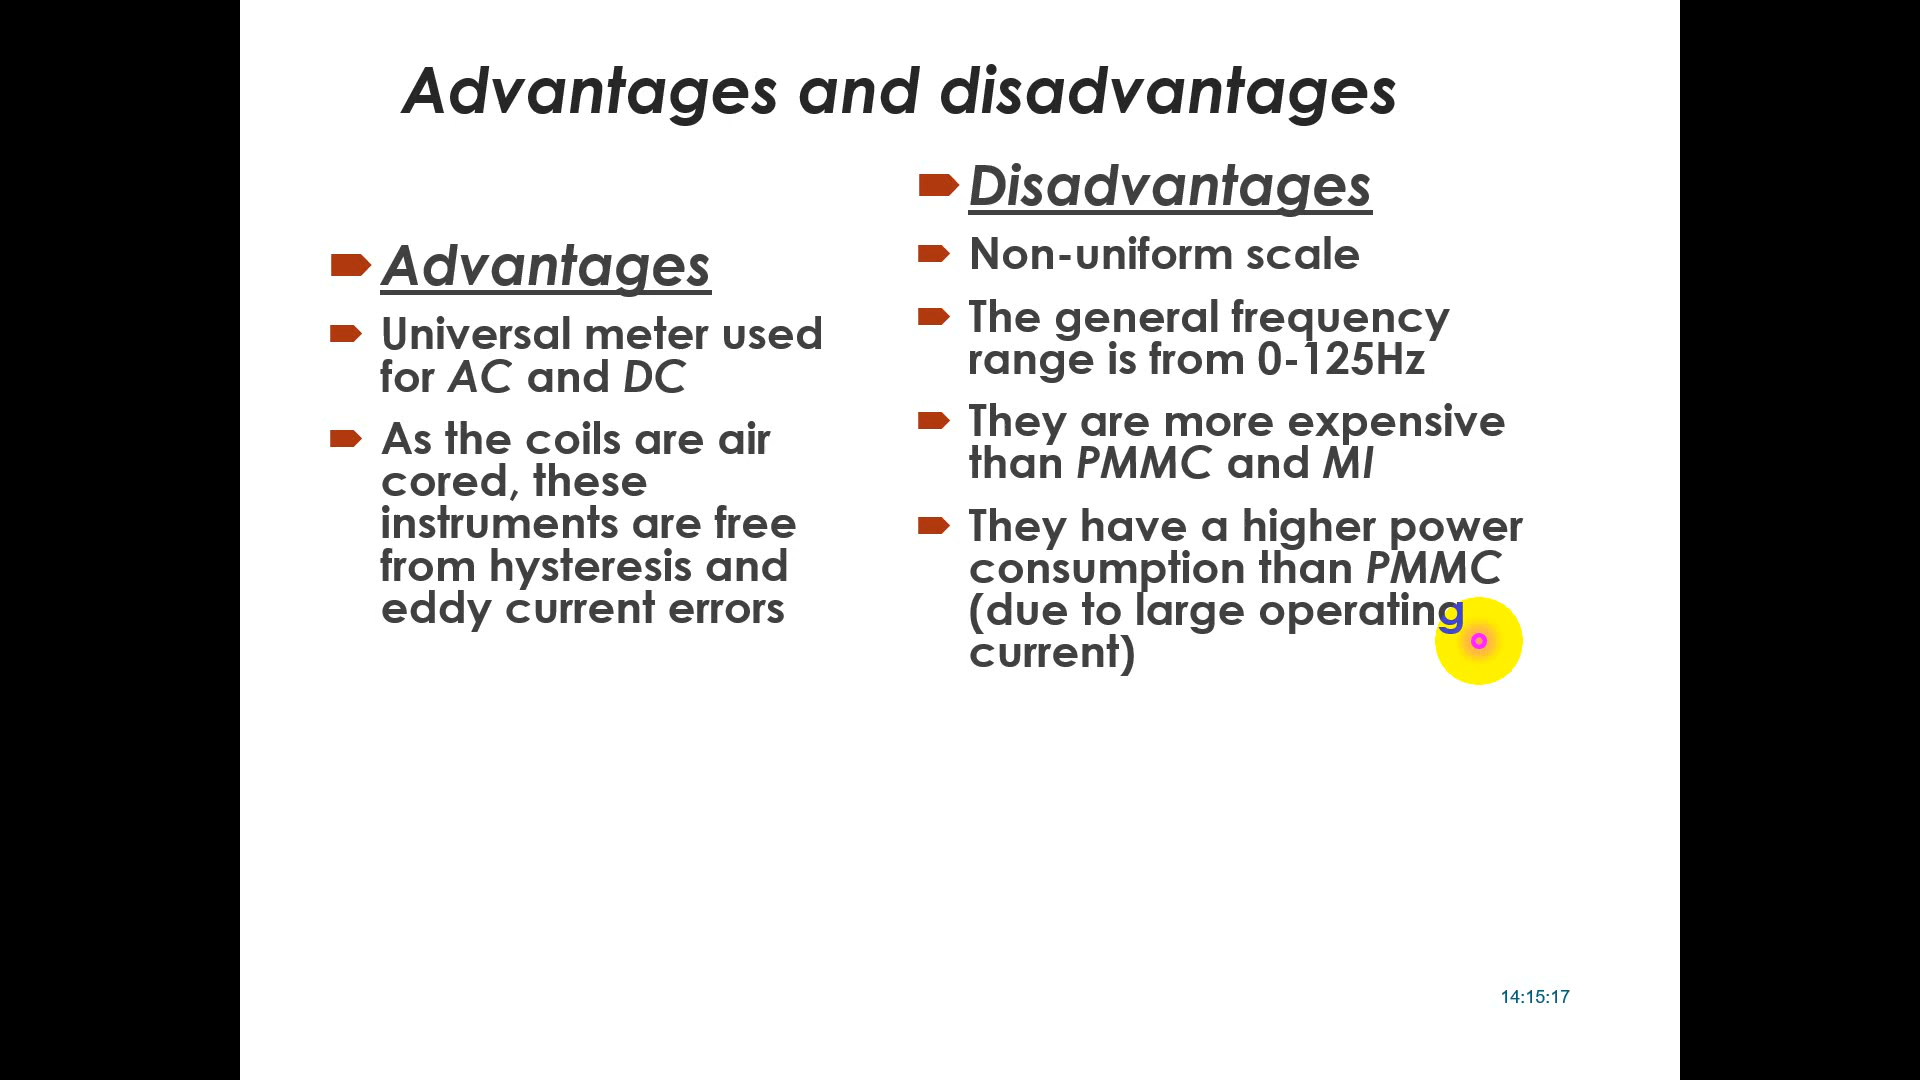 Advantages and disadvantages
Advantages
Universal meter used
for AC and DC
As the coils are air
cored, these
instruments are free
from hysteresis and
eddy current errors
Disadvantages
Non-uniform scale
The general frequency
range is from 0-125Hz
They are more expensive
than PMMC and MI
They have a higher power
consumption than PMMC
(due to large operating
current)
14:15:17